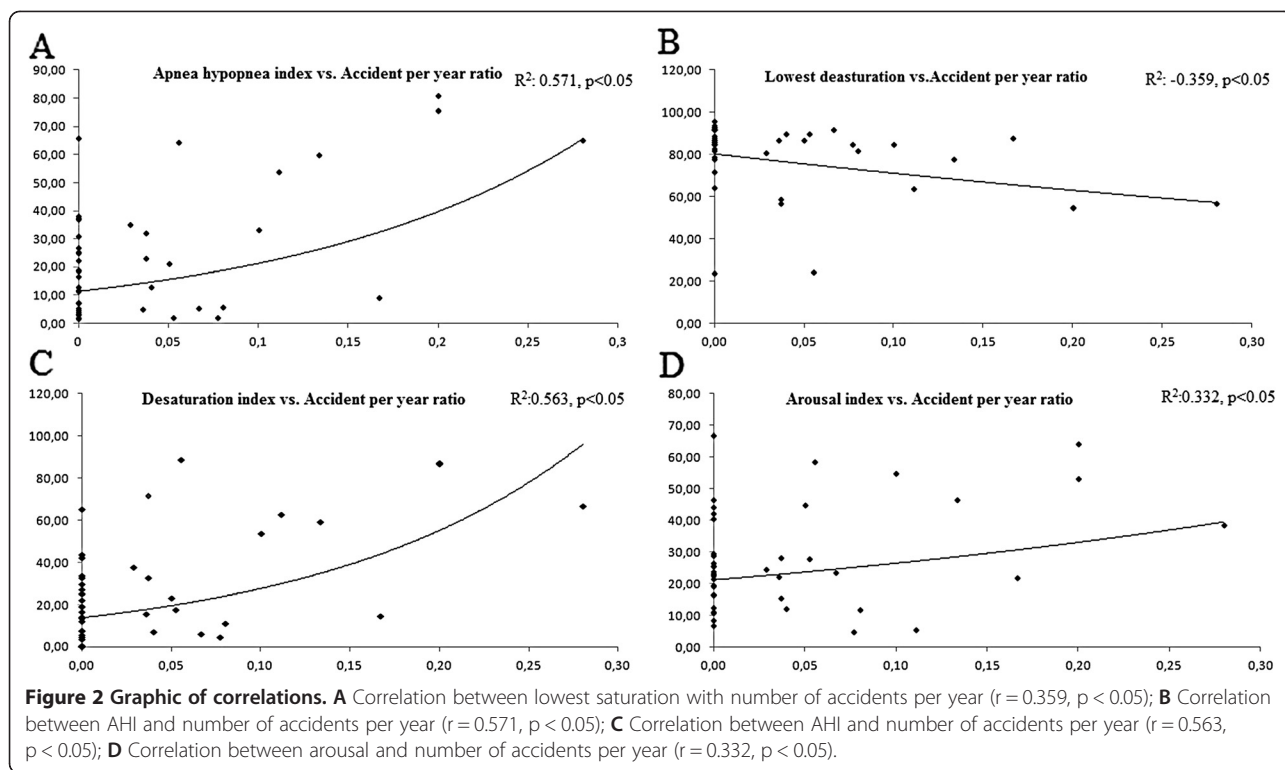 A
Apnea hypopnea index vs. Accident per year ratio
R²: 0.571, p<0.05
90,00
80,00
70,00
60,00
50,00
40,00
30,00
20,00
10,00
0,00
0 0,05 0,1 0,15 0,2 0,25 0,3
B
Lowest deasturation vs.Accident per year ratio
R²: -0.359, p<0.05
120,00
100,00
80,00
60,00
40,00
20,00
0,00
0,00 0,05 0,10 0,15 0,20 0,25 0,30
C
Desaturation index vs. Accident per year ratio
R²:0.563, p<0.05
120,00
100,00
80,00
60,00
40,00
20,00
0,00
0,00 0,05 0,10 0,15 0,20 0,25 0,30
D
Arousal index vs. Accident per year ratio
R²:0.332, p<0.05
80,00
70,00
60,00
50,00
40,00
30,00
20,00
10,00
0,00
0,00 0,05 0,10 0,15 0,20 0,25 0,30
Figure 2 Graphic of correlations. A Correlation between lowest saturation with number of accidents per year (r = 0.359, p < 0.05); B Correlation
between AHI and number of accidents per year (r = 0.571, p < 0.05); C Correlation between AHI and number of accidents per year (r = 0.563,
p < 0.05); D Correlation between arousal and number of accidents per year (r = 0.332, p < 0.05).